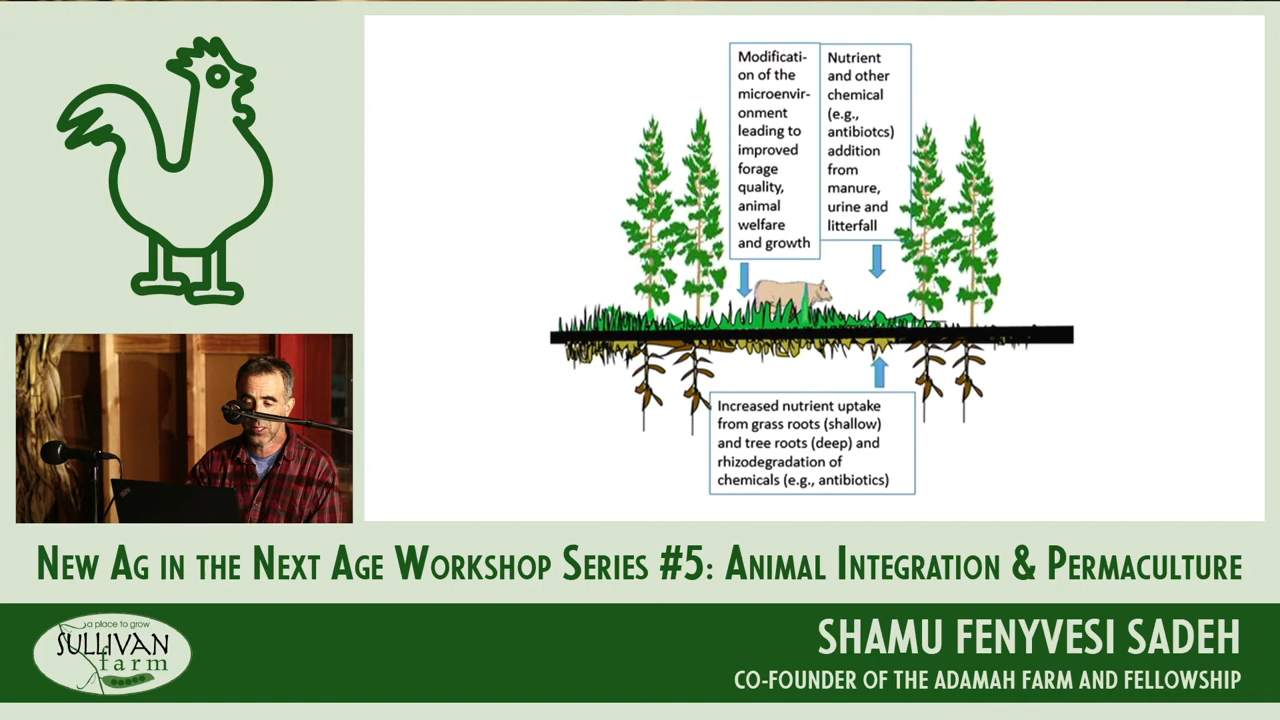 Modificati-
on of the
microenvir-
onment
leading to
improved
forage
quality,
animal
welfare
and growth
Nutrient
and other
chemical
(e.g.,
antibiotcs)
addition
from
manure,
urine and
litterfall
Increased nutrient uptake
from grass roots (shallow)
and tree roots (deep) and
rhizodegradation of
chemicals (e.g., antibiotics)
New Ag in the Next Age Workshop Series #5: Animal Integration & Permaculture
a place to grow
SULLIVAN
farm
SHAMU FENYVESI SADEH
CO-FOUNDER OF THE ADAMAH FARM AND FELLOWSHIP